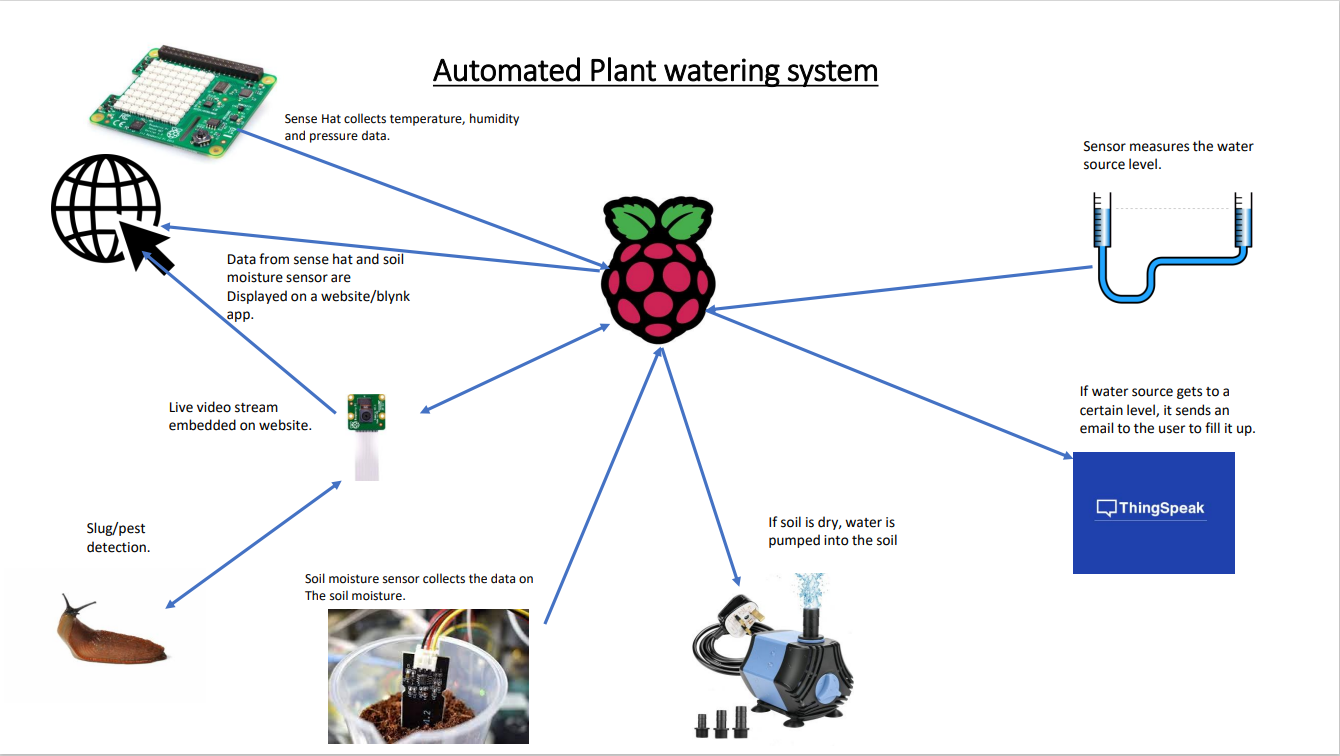 Automated Plant watering system
Sense Hat collects temperature, humidity
and pressure data.
Sensor measures the water
source level.
Data from sense hat and soil
moisture sensor are
Displayed on a website/blynk
app.
Live video stream
embedded on website.
If water source gets to a
certain level, it sends an
email to the user to fill it up.
ThingSpeak
Slug/pest
detection.
If soil is dry, water is
pumped into the soil
Soil moisture sensor collects the data on
The soil moisture.